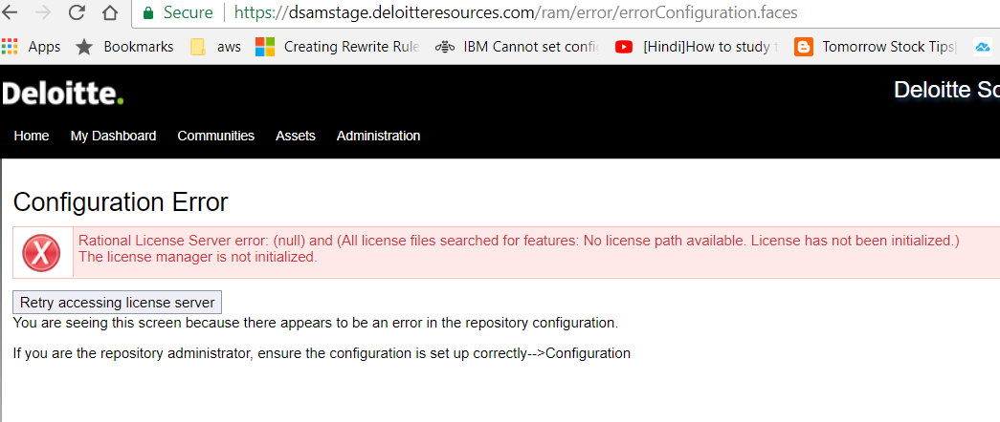 Secure https://dsamstage.deloitteresources.com/ram/error/errorConfiguration.faces
Apps Bookmarks aws Creating Rewrite Rule IBM Cannot set config [Hindi]How to study t Tomorrow Stock Tips|
Deloitte. Deloitte Sc
Home My Dashboard Communities Assets Administration
Configuration Error
Rational License Server error: (null) and (All license files searched for features: No license path available. License has not been initialized.)
The license manager is not initialized.
Retry accessing license server
You are seeing this screen because there appears to be an error in the repository configuration.
If you are the repository administrator, ensure the configuration is set up correctly-->Configuration